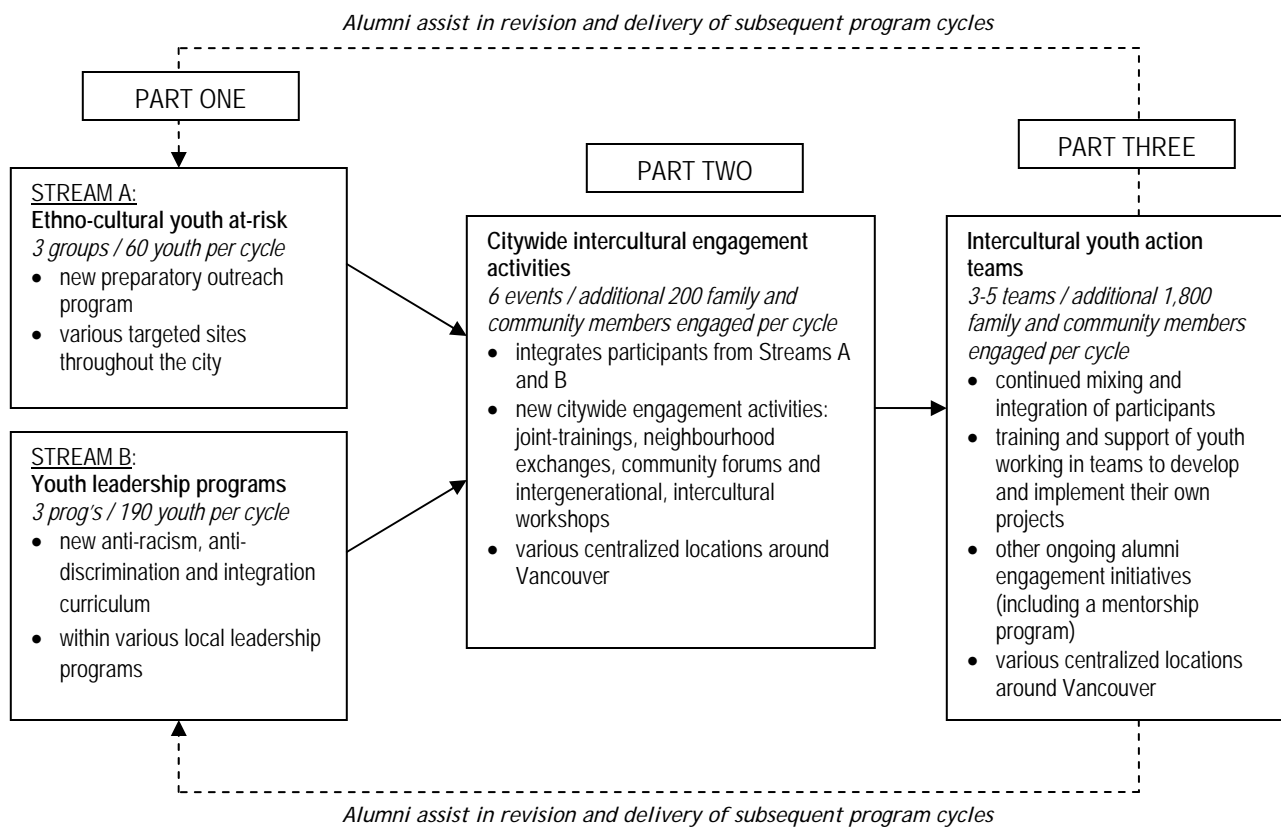 Alumni assist in revision and delivery of subsequent program cycles
PART ONE
STREAM A:
Ethno-cultural youth at-risk
3 groups / 60 youth per cycle
• new preparatory outreach
program
• various targeted sites
throughout the city
STREAM B:
Youth leadership programs
3 prog's / 190 youth per cycle
• new anti-racism, anti-
discrimination and integration
curriculum
• within various local leadership
programs
PART TWO
Citywide intercultural engagement
activities
6 events / additional 200 family and
community members engaged per cycle
• integrates participants from Streams A
and B
• new citywide engagement activities:
joint-trainings, neighbourhood
exchanges, community forums and
intergenerational, intercultural
workshops
• various centralized locations around
Vancouver
PART THREE
Intercultural youth action
teams
3-5 teams / additional 1,800
family and community members
engaged per cycle
• continued mixing and
integration of participants
• training and support of youth
working in teams to develop
and implement their own
projects
• other ongoing alumni
engagement initiatives
(including a mentorship
program)
• various centralized locations
around Vancouver
Alumni assist in revision and delivery of subsequent program cycles